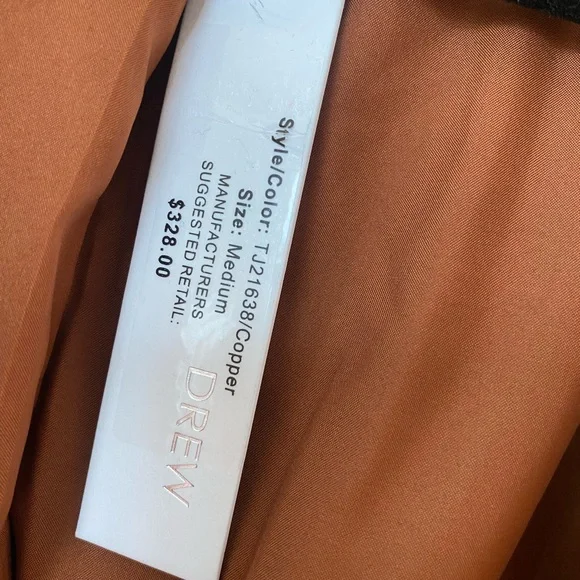 Style/Color: TJ21638/Copper
Size: Medium
MANUFACTURERS
SUGGESTED RETAIL:
$328.00
DREW